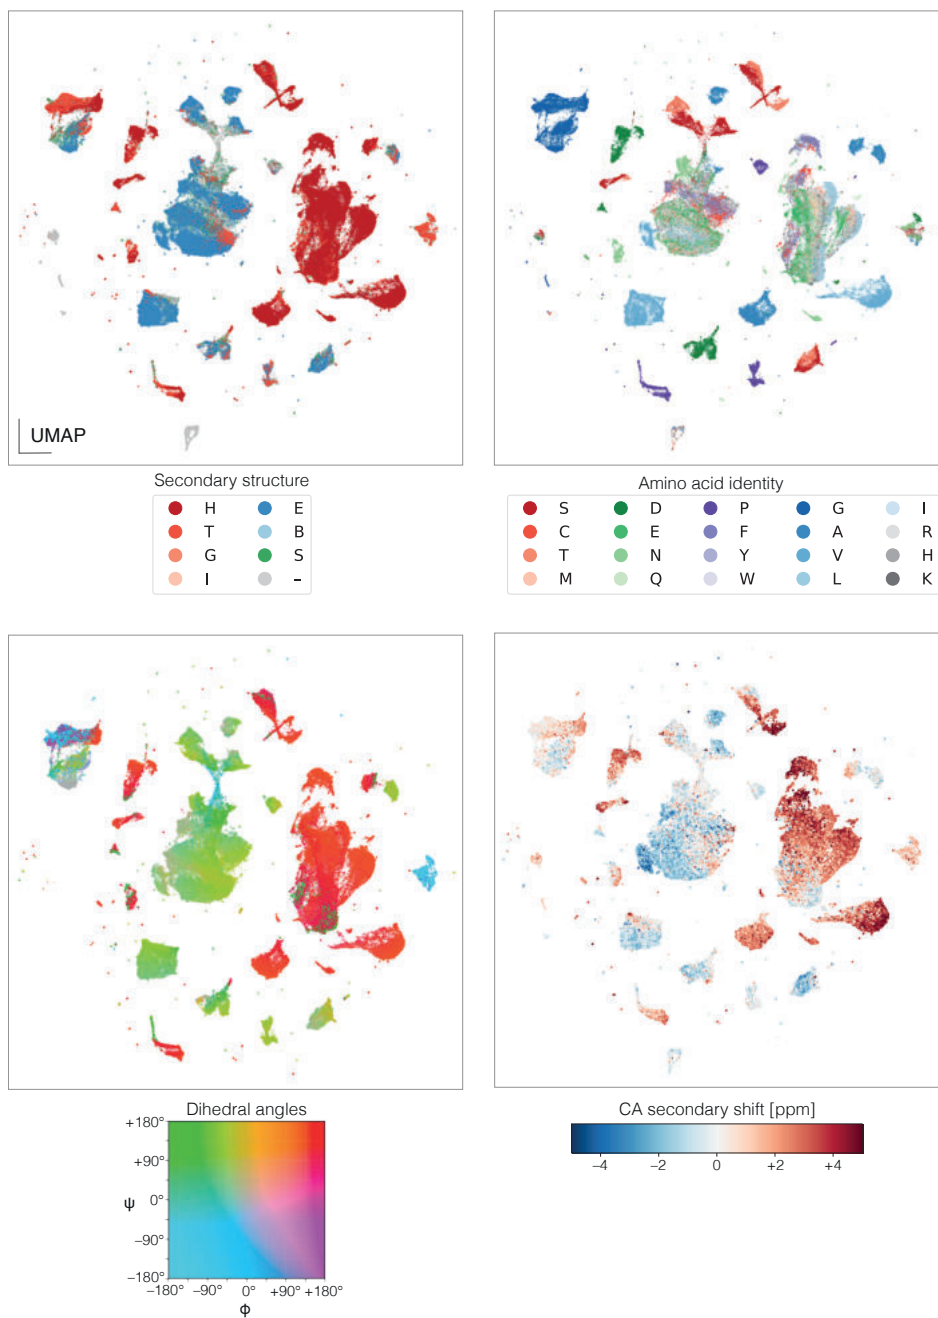 UMAP
Secondary structure
H E
T B
G S
I –
Amino acid identity
S D P G I
C E F A R
T N Y V H
M Q W L K
Dihedral angles
+180°
+90°
ψ 0°
−90°
−180°
−180° −90° 0° +90° +180°
ϕ
CA secondary shift [ppm]
−4 −2 0 +2 +4